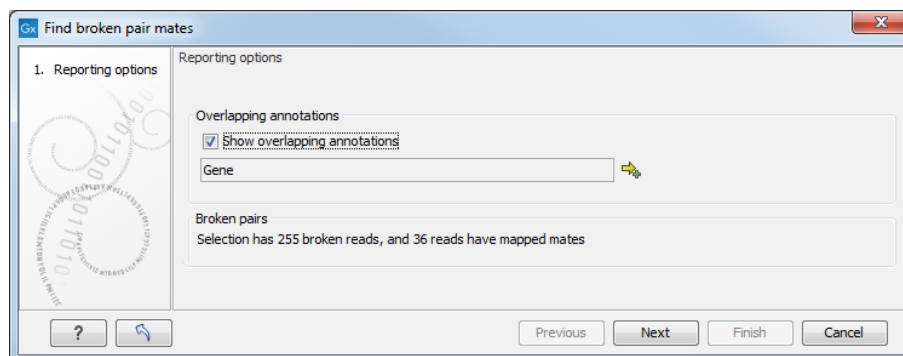 Gx Find broken pair mates
1. Reporting options
Reporting options
Overlapping annotations
Show overlapping annotations
Gene
Broken pairs
Selection has 255 broken reads, and 36 reads have mapped mates
?
Previous
Next
Finish
Cancel